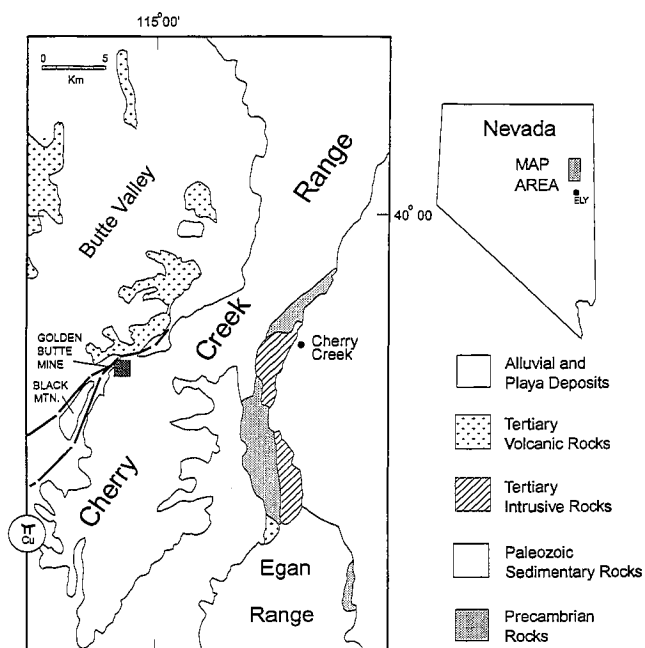 115°00'
0 5
Km
Butte Valley
Range
Creek
Cherry
40° 00
GOLDEN
BUTTE
MINE
BLACK
MTN.
Cherry
Creek
Cu
Egan
Range
Nevada
MAP
AREA
ELY
Alluvial and
Playa Deposits
Tertiary
Volcanic Rocks
Tertiary
Intrusive Rocks
Paleozoic
Sedimentary Rocks
Precambrian
Rocks